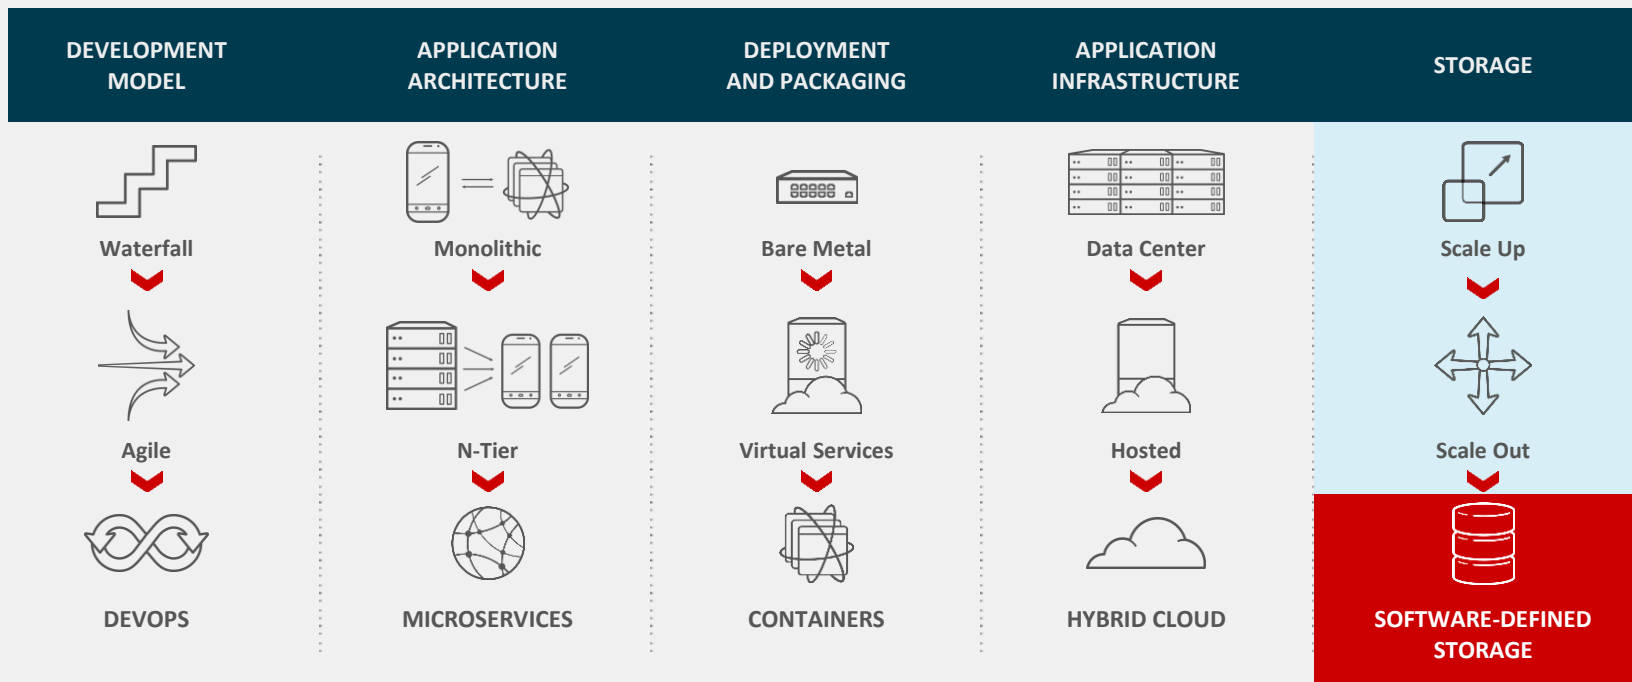 DEVELOPMENT
MODEL
APPLICATION
ARCHITECTURE
DEPLOYMENT
AND PACKAGING
APPLICATION
INFRASTRUCTURE
STORAGE
Waterfall
Monolithic
Bare Metal
Data Center
Scale Up
Agile
N-Tier
Virtual Services
Hosted
Scale Out
DEVOPS
MICROSERVICES
CONTAINERS
HYBRID CLOUD
SOFTWARE-DEFINED
STORAGE